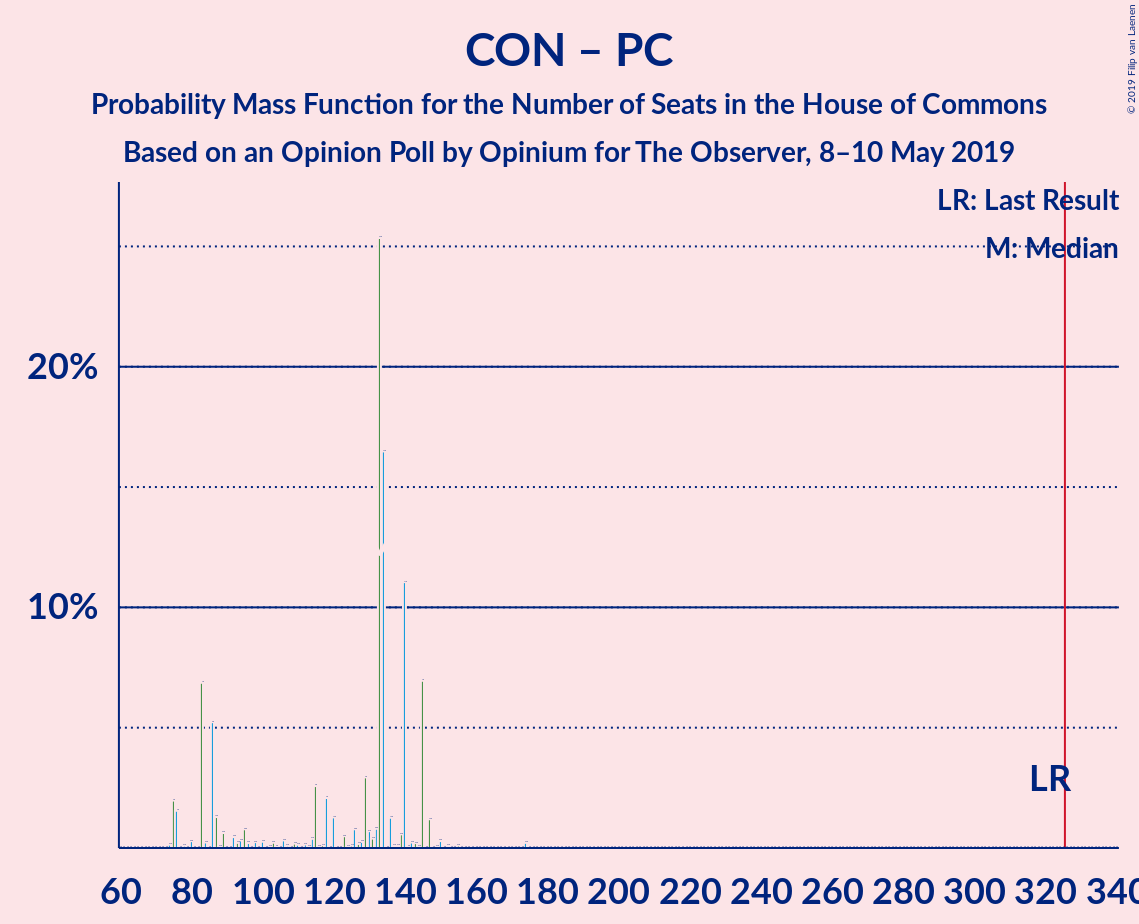 CON – PC
Probability Mass Function for the Number of Seats in the House of Commons
Based on an Opinion Poll by Opinium for The Observer, 8–10 May 2019
© 2019 Filip van Laenen
LR: Last Result
M: Median
20%
10%
LR
60 80 100 120 140 160 180 200 220 240 260 280 300 320 340